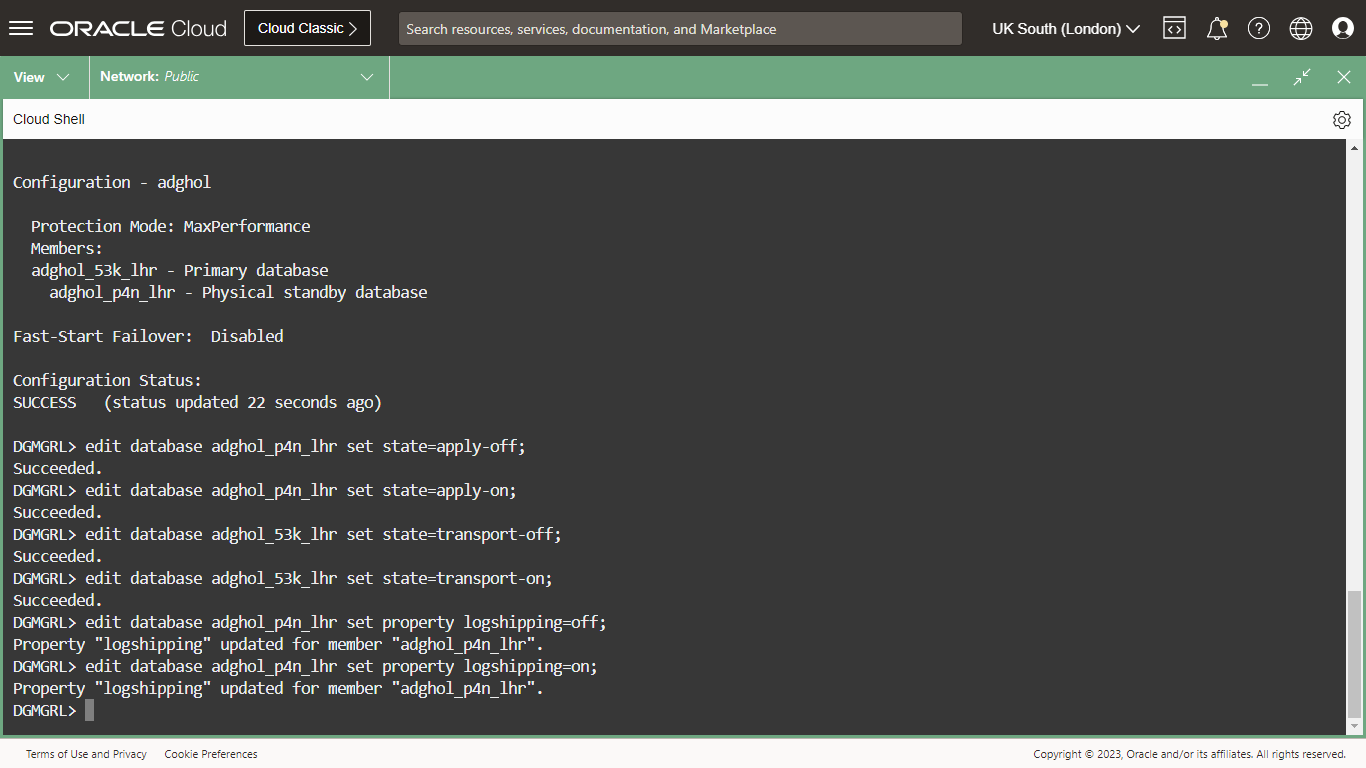 ORACLE Cloud
Cloud Classic
Search resources, services, documentation, and Marketplace
UK South (London)
View
Network: Public
Cloud Shell
Configuration - adghol
Protection Mode: MaxPerformance
Members:
adghol_53k_lhr - Primary database
adghol_p4n_lhr - Physical standby database
Fast-Start Failover:  Disabled
Configuration Status:
SUCCESS   (status updated 22 seconds ago)
DGMGRL> edit database adghol_p4n_lhr set state=apply-off;
Succeeded.
DGMGRL> edit database adghol_p4n_lhr set state=apply-on;
Succeeded.
DGMGRL> edit database adghol_53k_lhr set state=transport-off;
Succeeded.
DGMGRL> edit database adghol_53k_lhr set state=transport-on;
Succeeded.
DGMGRL> edit database adghol_p4n_lhr set property logshipping=off;
Property "logshipping" updated for member "adghol_p4n_lhr".
DGMGRL> edit database adghol_p4n_lhr set property logshipping=on;
Property "logshipping" updated for member "adghol_p4n_lhr".
DGMGRL>
Terms of Use and Privacy
Cookie Preferences
Copyright © 2023, Oracle and/or its affiliates. All rights reserved.